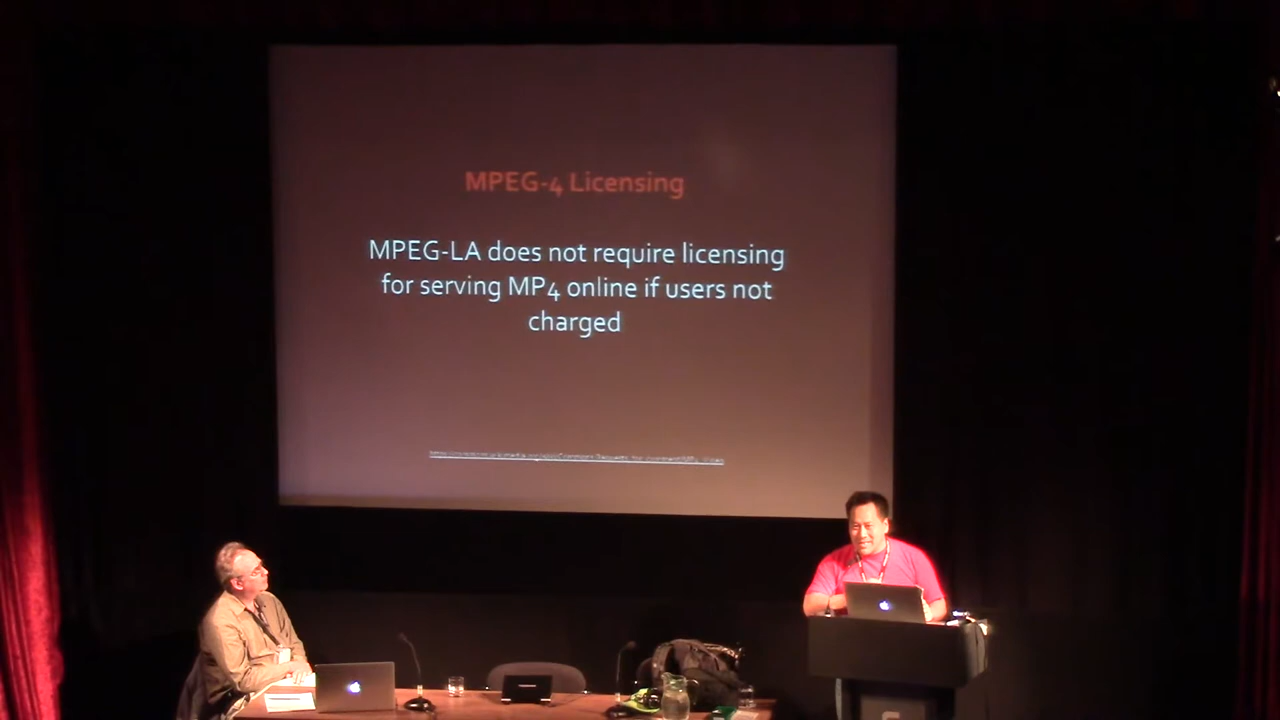 MPEG-4 Licensing
MPEG-LA does not require licensing
for serving MP4 online if users not
charged